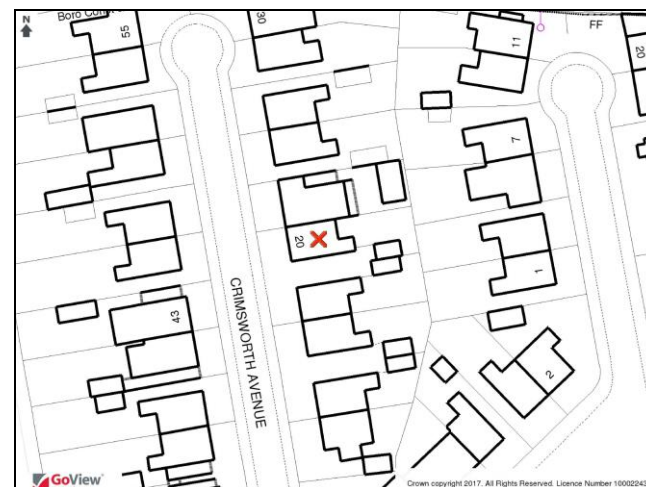 N
Boro Const
55
30
11
FF
20
7
20
1
43
CRIMSWORTH AVENUE
2
GoView
Crown copyright 2017. All Rights Reserved. Licence Number 10002243